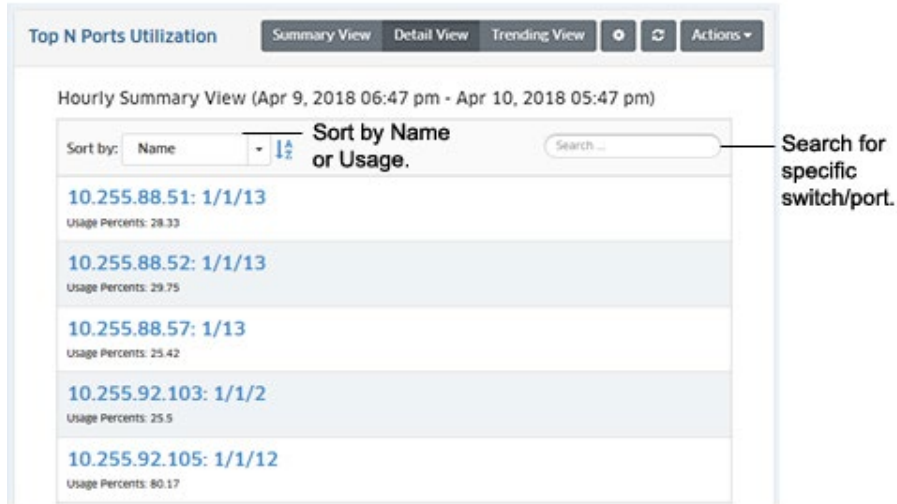 Top N Ports Utilization
Summary View Detail View Trending View Actions
Hourly Summary View (Apr 9, 2018 06:47 pm - Apr 10, 2018 05:47 pm)
Sort by: Name
Sort by Name
or Usage.
Search ...
Search for
specific
switch/port.
10.255.88.51: 1/1/13
Usage Percents: 28.33
10.255.88.52: 1/1/13
Usage Percents: 29.75
10.255.88.57: 1/13
Usage Percents: 25.42
10.255.92.103: 1/1/2
Usage Percents: 25.5
10.255.92.105: 1/1/12
Usage Percents: 80.17